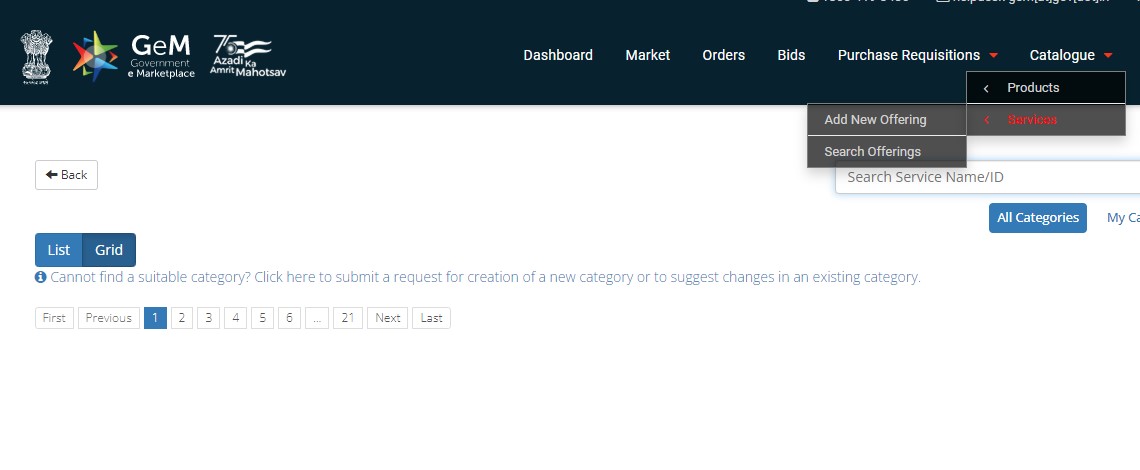 GeM
Government
e Marketplace
75
Azadi Ka
Amrit Mahotsav
Dashboard
Market
Orders
Bids
Purchase Requisitions
Catalogue
Products
Services
Add New Offering
Search Offerings
Back
Search Service Name/ID
All Categories
My
List
Grid
Cannot find a suitable category? Click here to submit a request for creation of a new category or to suggest changes in an existing category.
First Previous 1 2 3 4 5 6 ... 21 Next Last